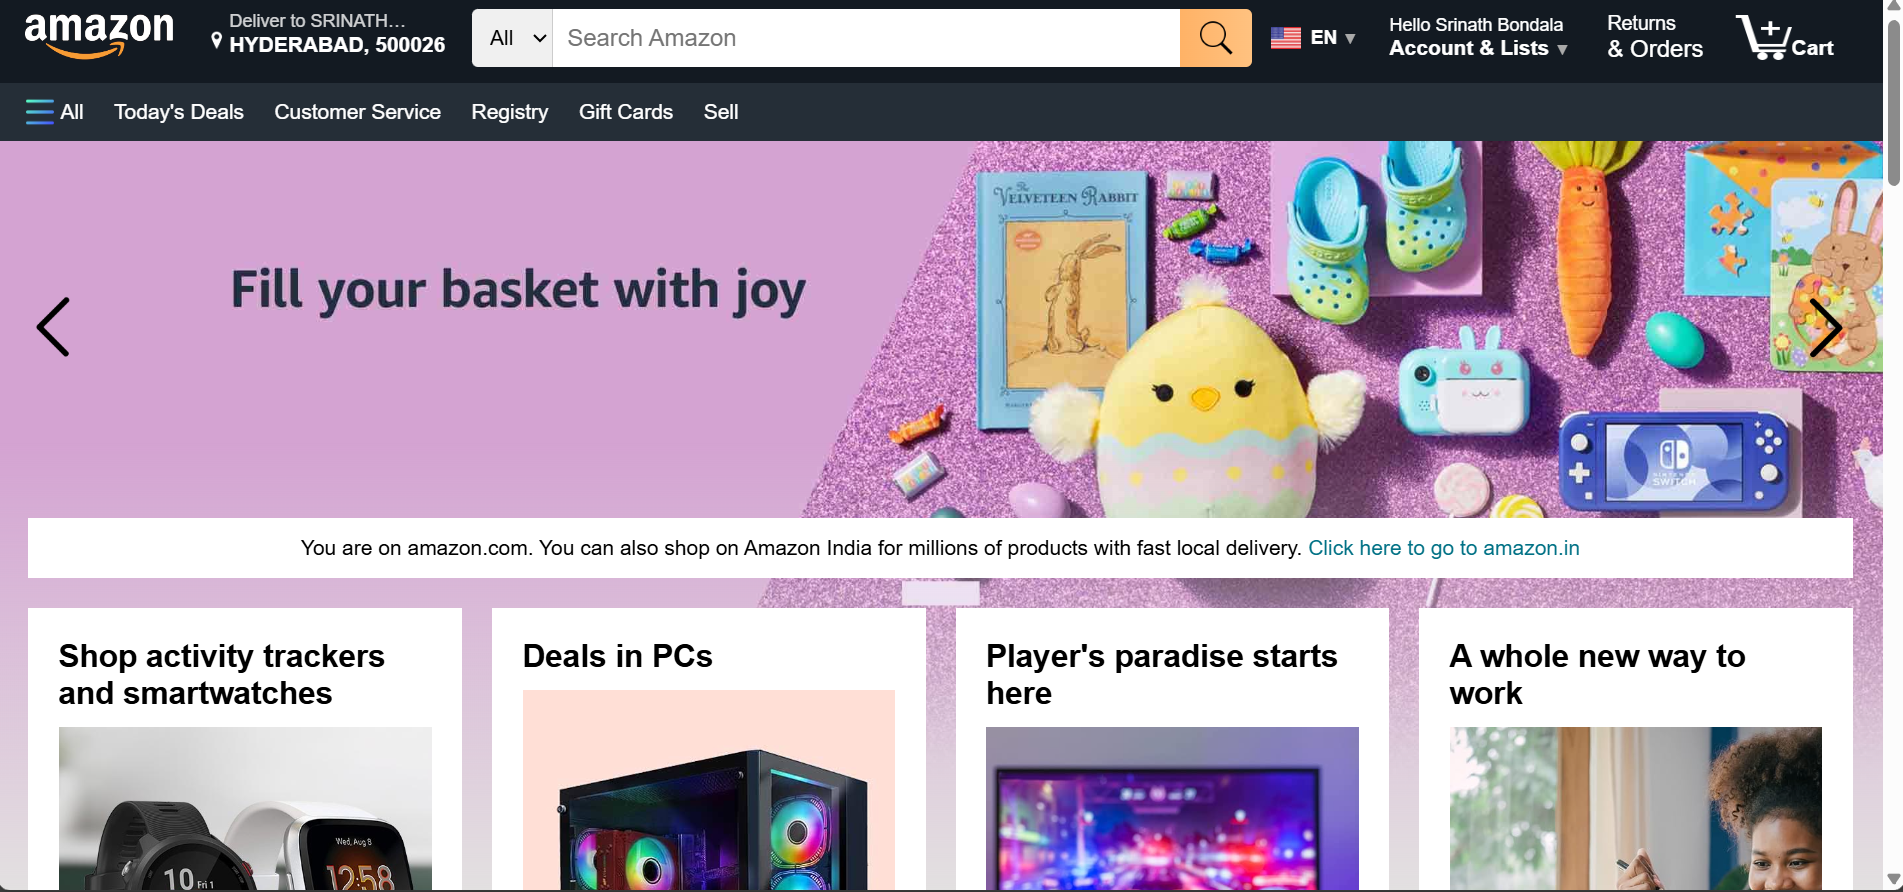 amazon
Deliver to SRINATH...
HYDERABAD, 500026
All
Search Amazon
EN
Hello Srinath Bondala
Account & Lists
Returns
& Orders
Cart
All
Today's Deals
Customer Service
Registry
Gift Cards
Sell
Fill your basket with joy
The
VELVETEEN RABBIT
NINTENDO
SWITCH
You are on amazon.com. You can also shop on Amazon India for millions of products with fast local delivery. Click here to go to amazon.in
Shop activity trackers
and smartwatches
Deals in PCs
Player's paradise starts
here
A whole new way to
work
Wed, Aug 8
12:58
10 Fri 1